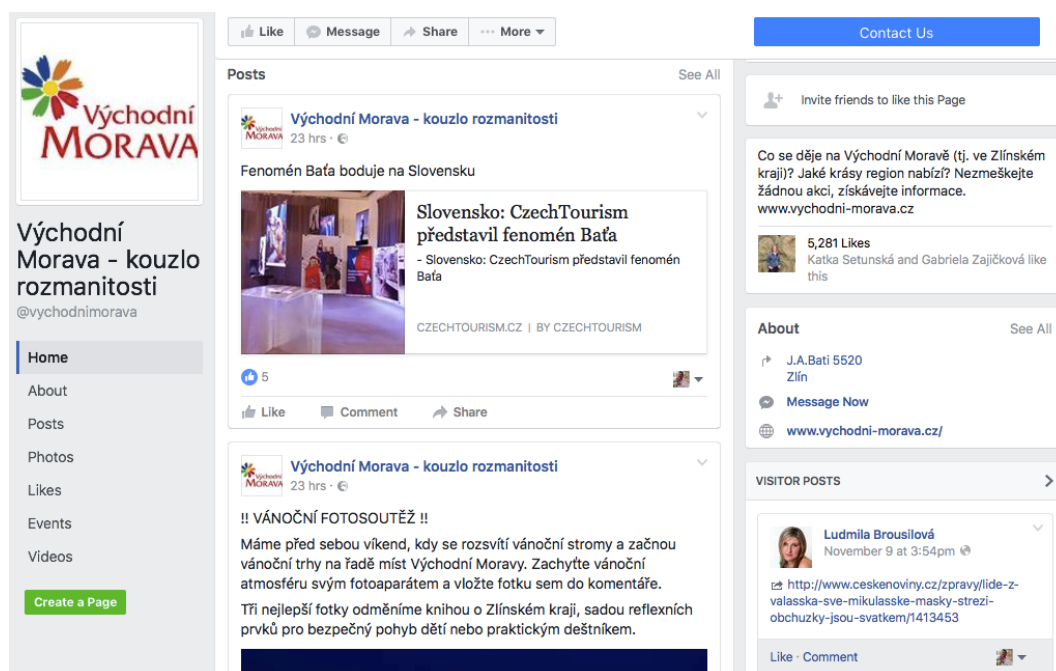 Východní
MORAVA
Východní
Morava - kouzlo
rozmanitosti
@vychodnimorava
Home
About
Posts
Photos
Likes
Events
Videos
Create a Page
Like
Message
Share
More
Contact Us
Posts
See All
Východní
MORAVA
Východní Morava - kouzlo rozmanitosti
23 hrs ·
Fenomén Baťa boduje na Slovensku
Slovensko: CzechTourism
představil fenomén Baťa
- Slovensko: CzechTourism představil fenomén
Baťa
CZECHTOURISM.CZ | BY CZECHTOURISM
5
Like
Comment
Share
Východní
MORAVA
Východní Morava - kouzlo rozmanitosti
23 hrs ·
!! VÁNOČNÍ FOTOSOUTĚŽ !!
Máme před sebou víkend, kdy se rozsvítí vánoční stromy a začnou
vánoční trhy na řadě míst Východní Moravy. Zachyťte vánoční
atmosféru svým fotoaparátem a vložte fotku sem do komentáře.
Tři nejlepší fotky odměníme knihou o Zlínském kraji, sadou reflexních
prvků pro bezpečný pohyb dětí nebo praktickým deštníkem.
Invite friends to like this Page
Co se děje na Východní Moravě (tj. ve Zlínském
kraji)? Jaké krásy region nabízí? Nezmeškejte
žádnou akci, získávejte informace.
www.vychodni-morava.cz
5,281 Likes
Katka Setunská and Gabriela Zajíčková like
this
About
See All
J.A.Bati 5520
Zlín
Message Now
www.vychodni-morava.cz/
VISITOR POSTS
Ludmila Brousilová
November 9 at 3:54pm
http://www.ceskenoviny.cz/zpravy/lide-z-
valasska-sve-mikulasske-masky-strezi-
obchuzky-jsou-svatkem/1413453
Like · Comment